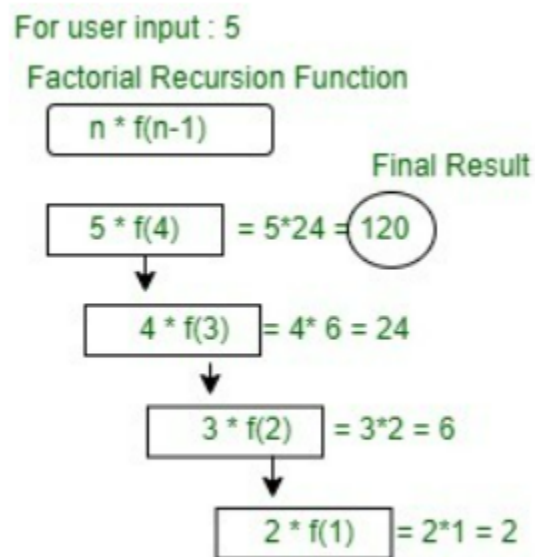 For user input : 5
Factorial Recursion Function
n * f(n-1)
Final Result
5 * f(4) = 5*24 = 120
4 * f(3) = 4* 6 = 24
3 * f(2) = 3*2 = 6
2 * f(1) = 2*1 = 2